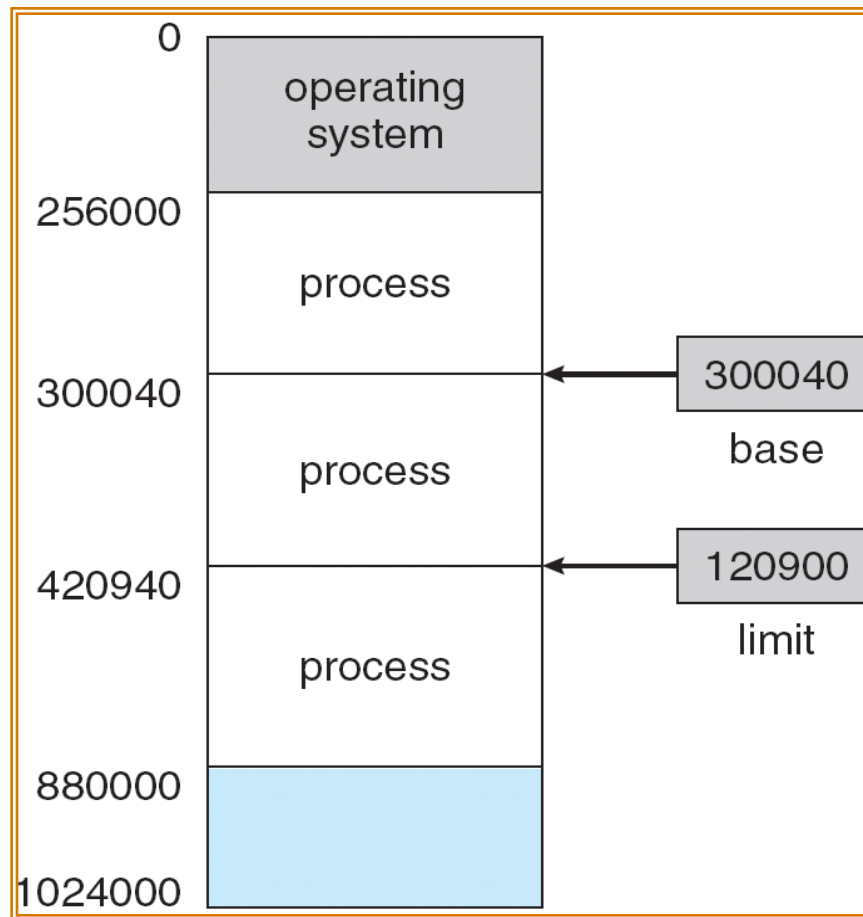 0
operating
system
256000
process
300040
300040
base
process
120900
420940
limit
process
880000
1024000